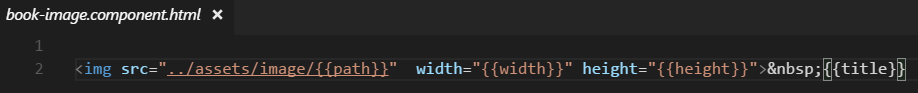 book-image.component.html ×
1
2 <img src="../assets/image/{{path}}"  width="{{width}}" height="{{height}}">&nbsp;{{title}}